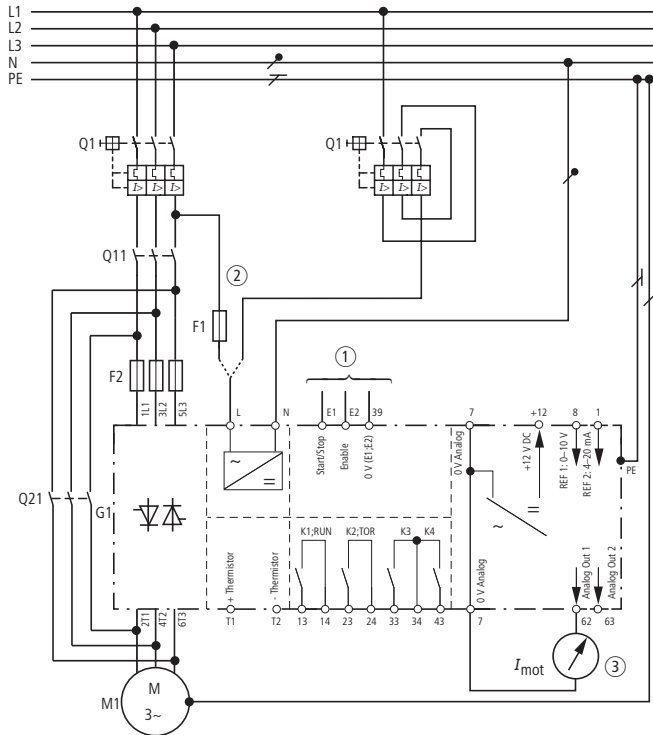 L1
L2
L3
N
PE
Q1
I> I> I>
Q1
I> I> I>
Q11
2
F1
1
F2
1L1
3L2
5L3
L
N
E1
E2
39
7
+12
8
1
Start/Stop
Enable
0 V (E1;E2)
0 V Analog
+12 V DC
REF 1: 0–10 V
REF 2: 4–20 mA
PE
~
=
Q21
G1
~
=
K1;RUN
K2;TOR
K3
K4
+ Thermistor
- Thermistor
0 V Analog
Analog Out 1
Analog Out 2
2T1
4T2
6T3
T1
T2
13
14
23
24
33
34
43
7
62
63
M1
M
3~
Imot
3